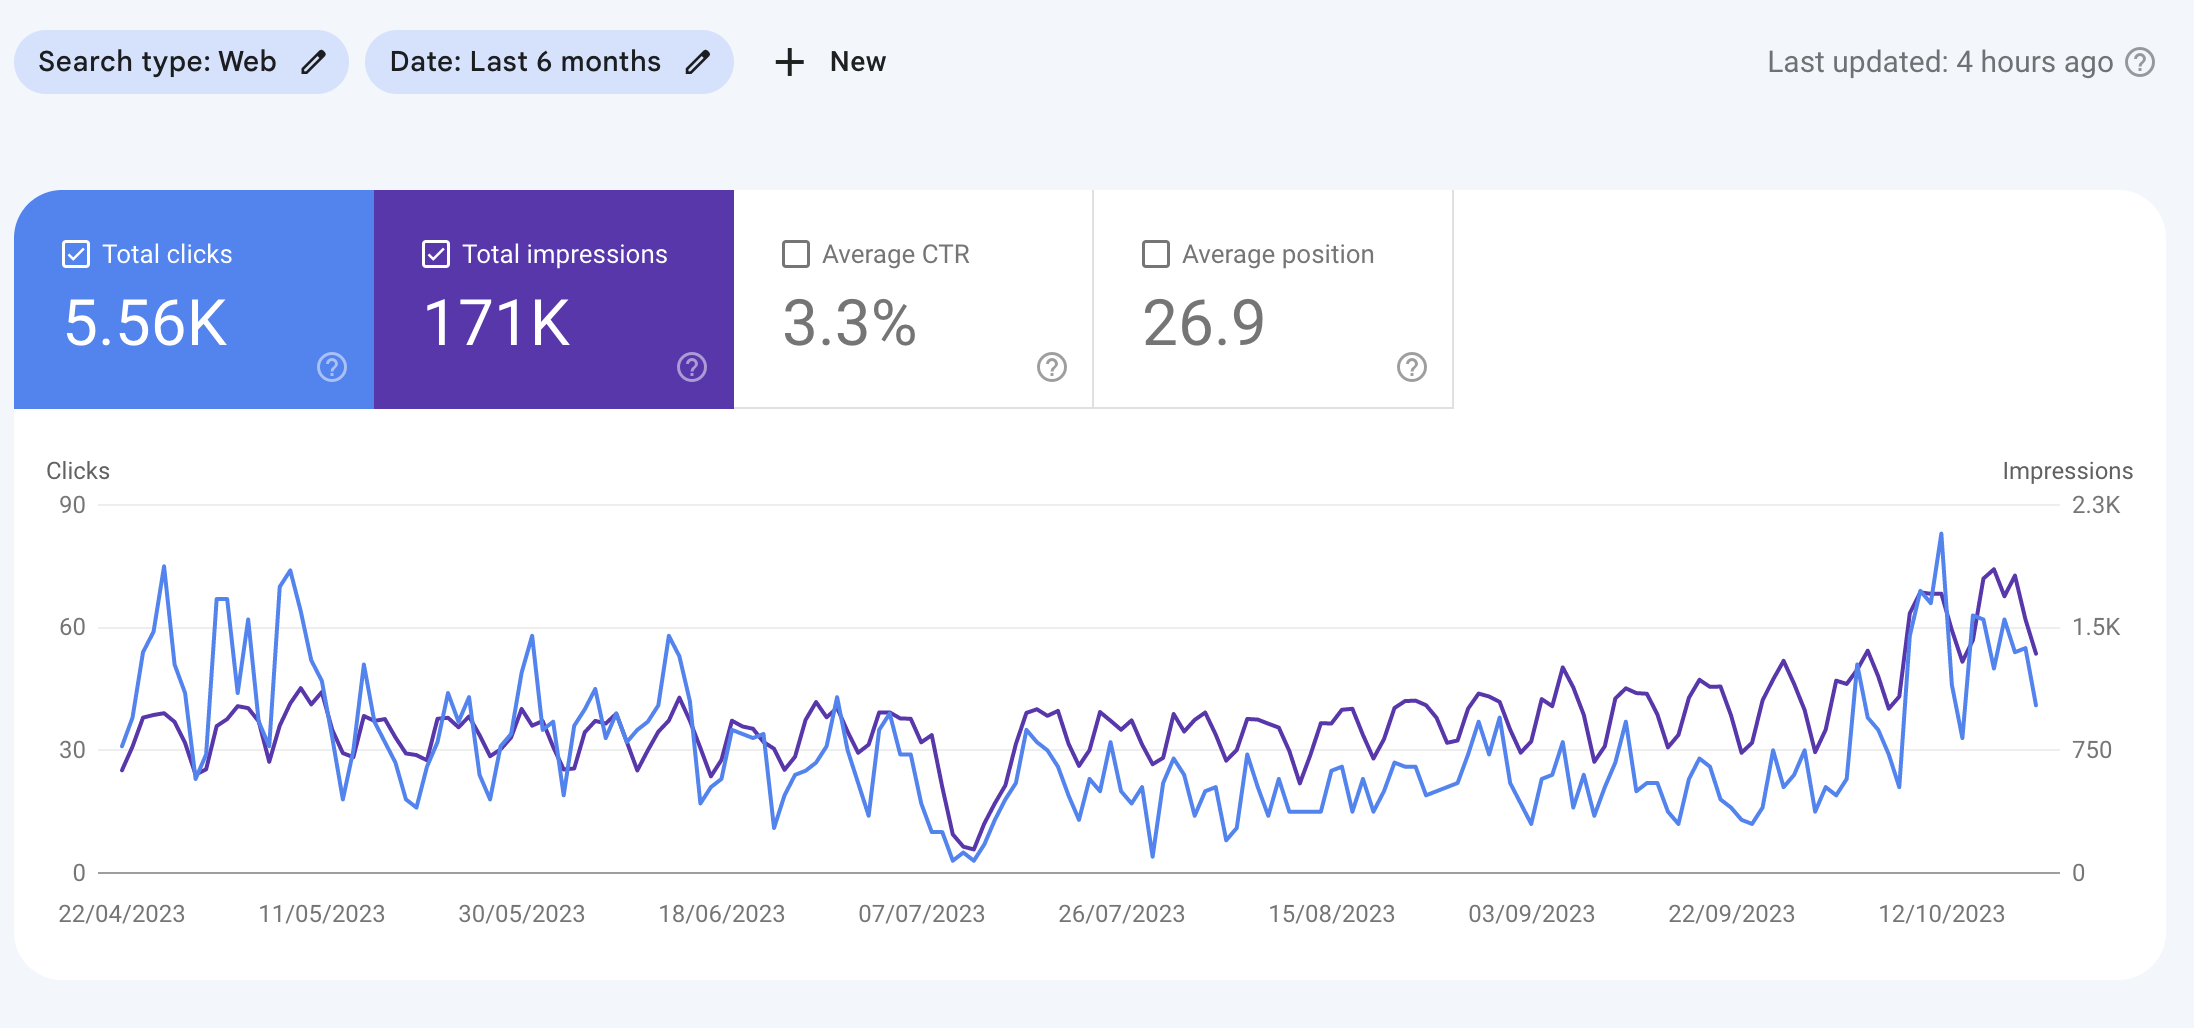 Search type: Web
Date: Last 6 months
+ New
Last updated: 4 hours ago ?
Total clicks
5.56K
?
Total impressions
171K
?
Average CTR
3.3%
?
Average position
26.9
?
Clicks
Impressions
90
2.3K
60
1.5K
30
750
0
0
22/04/2023
11/05/2023
30/05/2023
18/06/2023
07/07/2023
26/07/2023
15/08/2023
03/09/2023
22/09/2023
12/10/2023